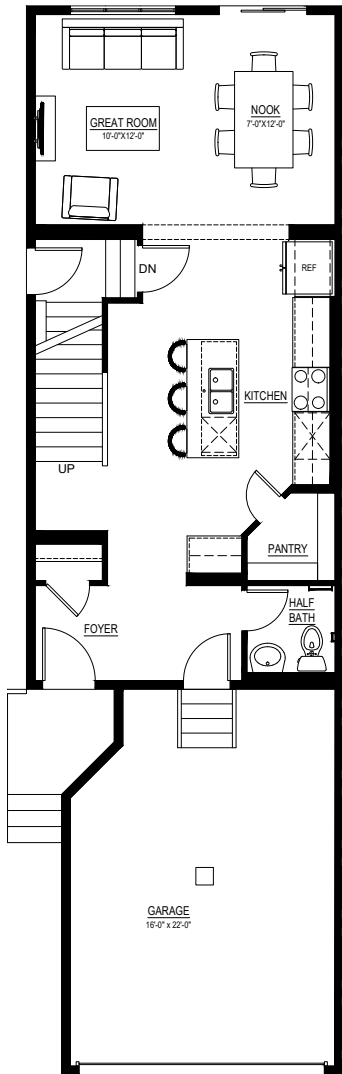 GREAT ROOM
10'-0"X12'-0"
NOOK
7'-0"X12'-0"
DN
REF
KITCHEN
UP
PANTRY
HALF
BATH
FOYER
GARAGE
16'-0" x 22'-0"